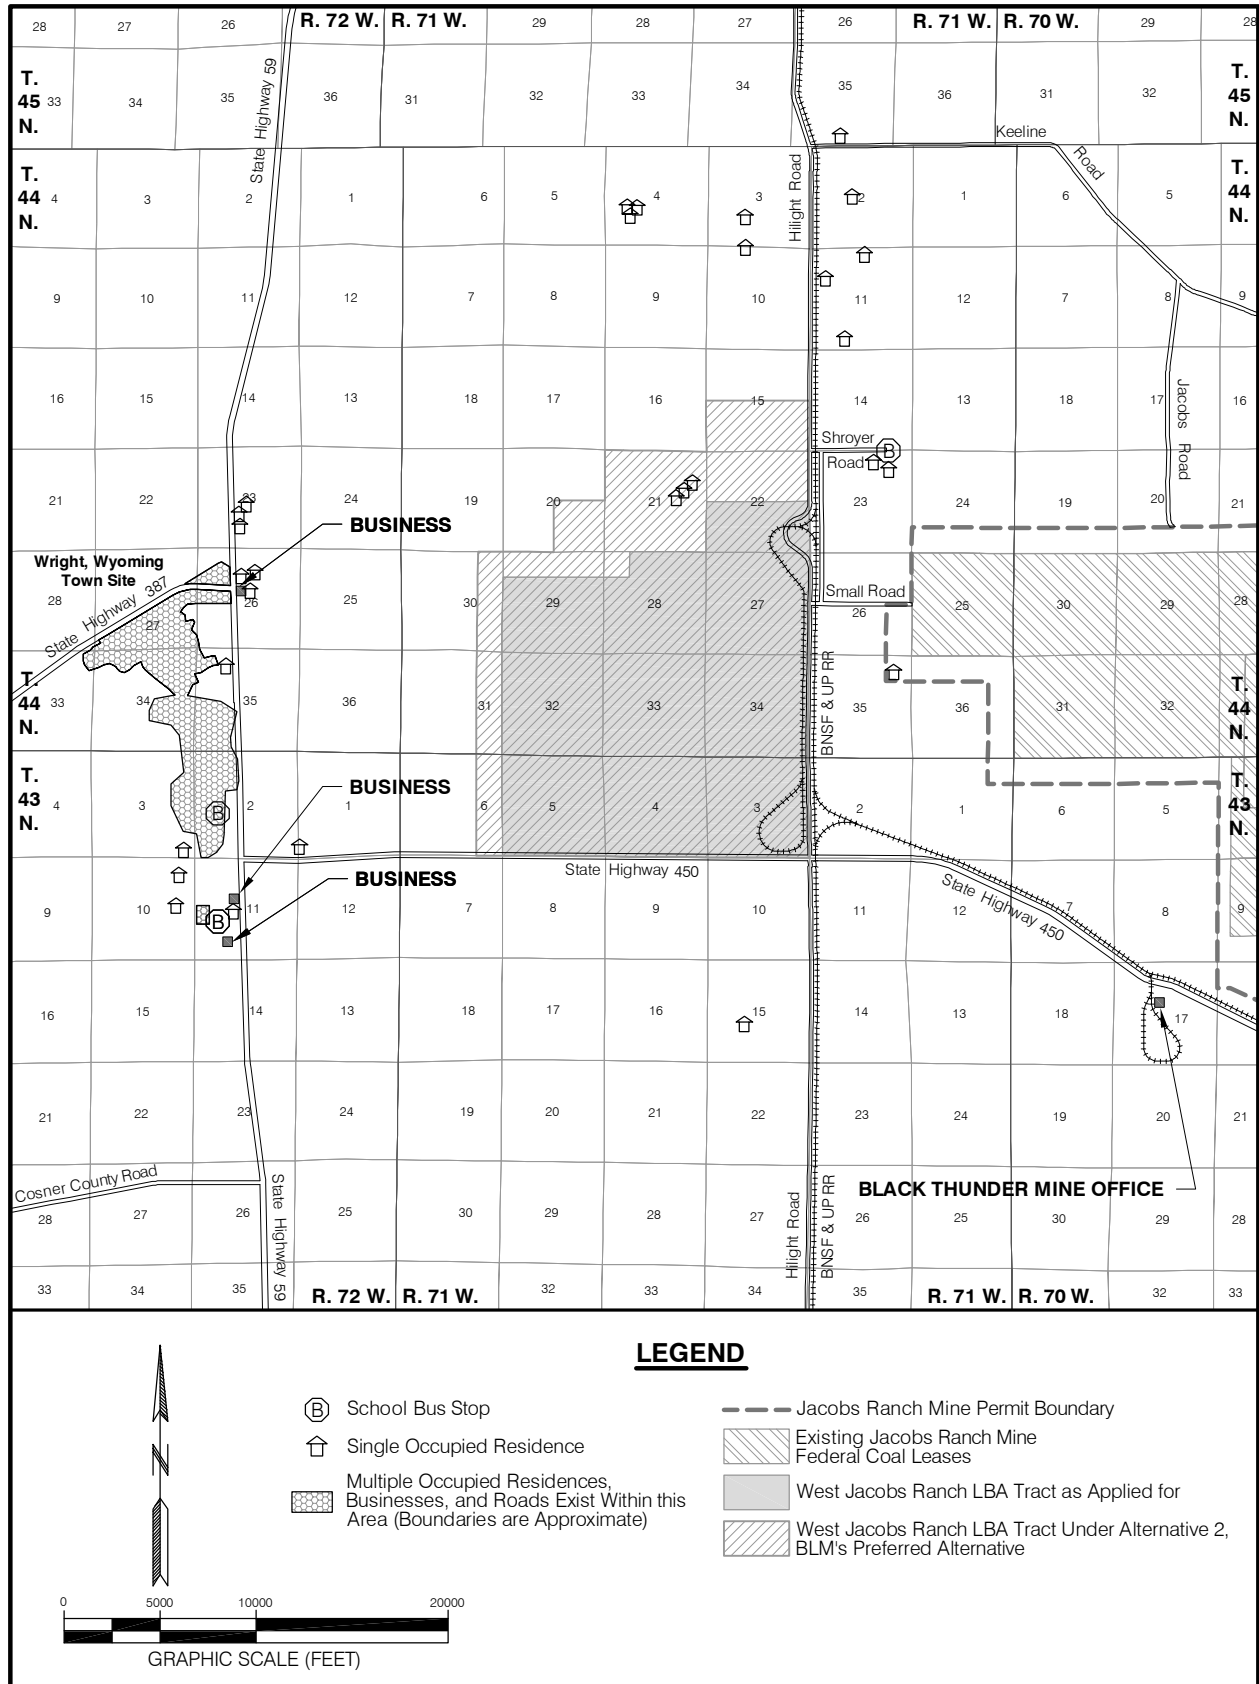 R. 72 W. R. 71 W. R. 71 W. R. 70 W.
28 27 26 29 28 27 26 29 28
T. 45 N.
33 34 35 36 31 32 33 34 35 36 31 32
T. 45 N.
State Highway 59
Keeline Road
Hilight Road
T. 44 N.
4 3 2 1 6 5 4 3 2 1 6 5
T. 44 N.
9 10 11 12 7 8 9 10 11 12 7 8 9
16 15 14 13 18 17 16 15 14 13 18 17 16
Jacobs Road
Shroyer Road
B
21 22 23 24 19 20 21 22 23 24 19 20 21
BUSINESS
Wright, Wyoming
Town Site
State Highway 387
Small Road
28 27 26 25 30 29 28 27 26 25 30 29 28
T. 44 N.
33 34 35 36 31 32 33 34 35 36 31 32
T. 44 N.
BNSF & UP RR
BUSINESS
T. 43 N.
4 3 2 1 6 5 4 3 2 1 6 5
T. 43 N.
B
State Highway 450
BUSINESS
State Highway 450
9 10 11 12 7 8 9 10 11 12 7 8 9
B
16 15 14 13 18 17 16 15 14 13 18 17
21 22 23 24 19 20 21 22 23 24 19 20 21
Cosner County Road
State Highway 59
Hilight Road
BNSF & UP RR
BLACK THUNDER MINE OFFICE
28 27 26 25 30 29 28 27 26 25 30 29 28
33 34 35 32 33 34 35 32 33
R. 72 W. R. 71 W. R. 71 W. R. 70 W.
LEGEND
N
B School Bus Stop
Single Occupied Residence
Multiple Occupied Residences,
Businesses, and Roads Exist Within this
Area (Boundaries are Approximate)
Jacobs Ranch Mine Permit Boundary
Existing Jacobs Ranch Mine
Federal Coal Leases
West Jacobs Ranch LBA Tract as Applied for
West Jacobs Ranch LBA Tract Under Alternative 2,
BLM's Preferred Alternative
0 5000 10000 20000
GRAPHIC SCALE (FEET)